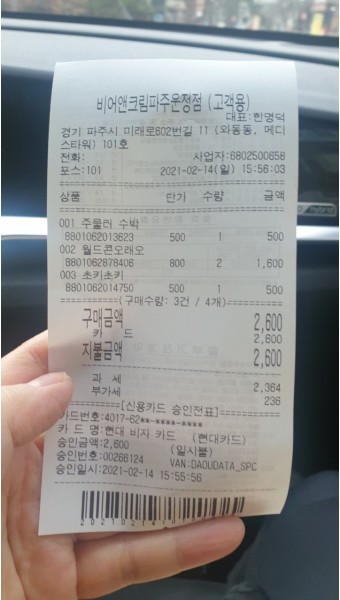 비어앤크림파주운정점 (고객용)
대표:한명덕
경기 파주시 미래로602번길 11 (와동동, 메디
스타워) 101호
전화: 사업자:6802500658
포스:101 2021-02-14(일) 15:56:03
상품 단가 수량 금액
001 주물러 수박
8801062013623 500 1 500
002 월드콘오레오
8801062878406 800 2 1,600
003 초키초키
8801062014750 500 1 500
(구매수량: 3건 / 4개)
구매금액 2,600
카 드 2,600
지불금액 2,600
과 세 2,364
부가세 236
[신용카드 승인전표]
카드번호:4017-62**-****-****
카 드 명:현대 비자 카드 (현대카드)
승인금액:2,600 (일시불)
승인번호:00266124 VAN:DAOUDATA_SPC
승인일시:2021-02-14 15:55:56